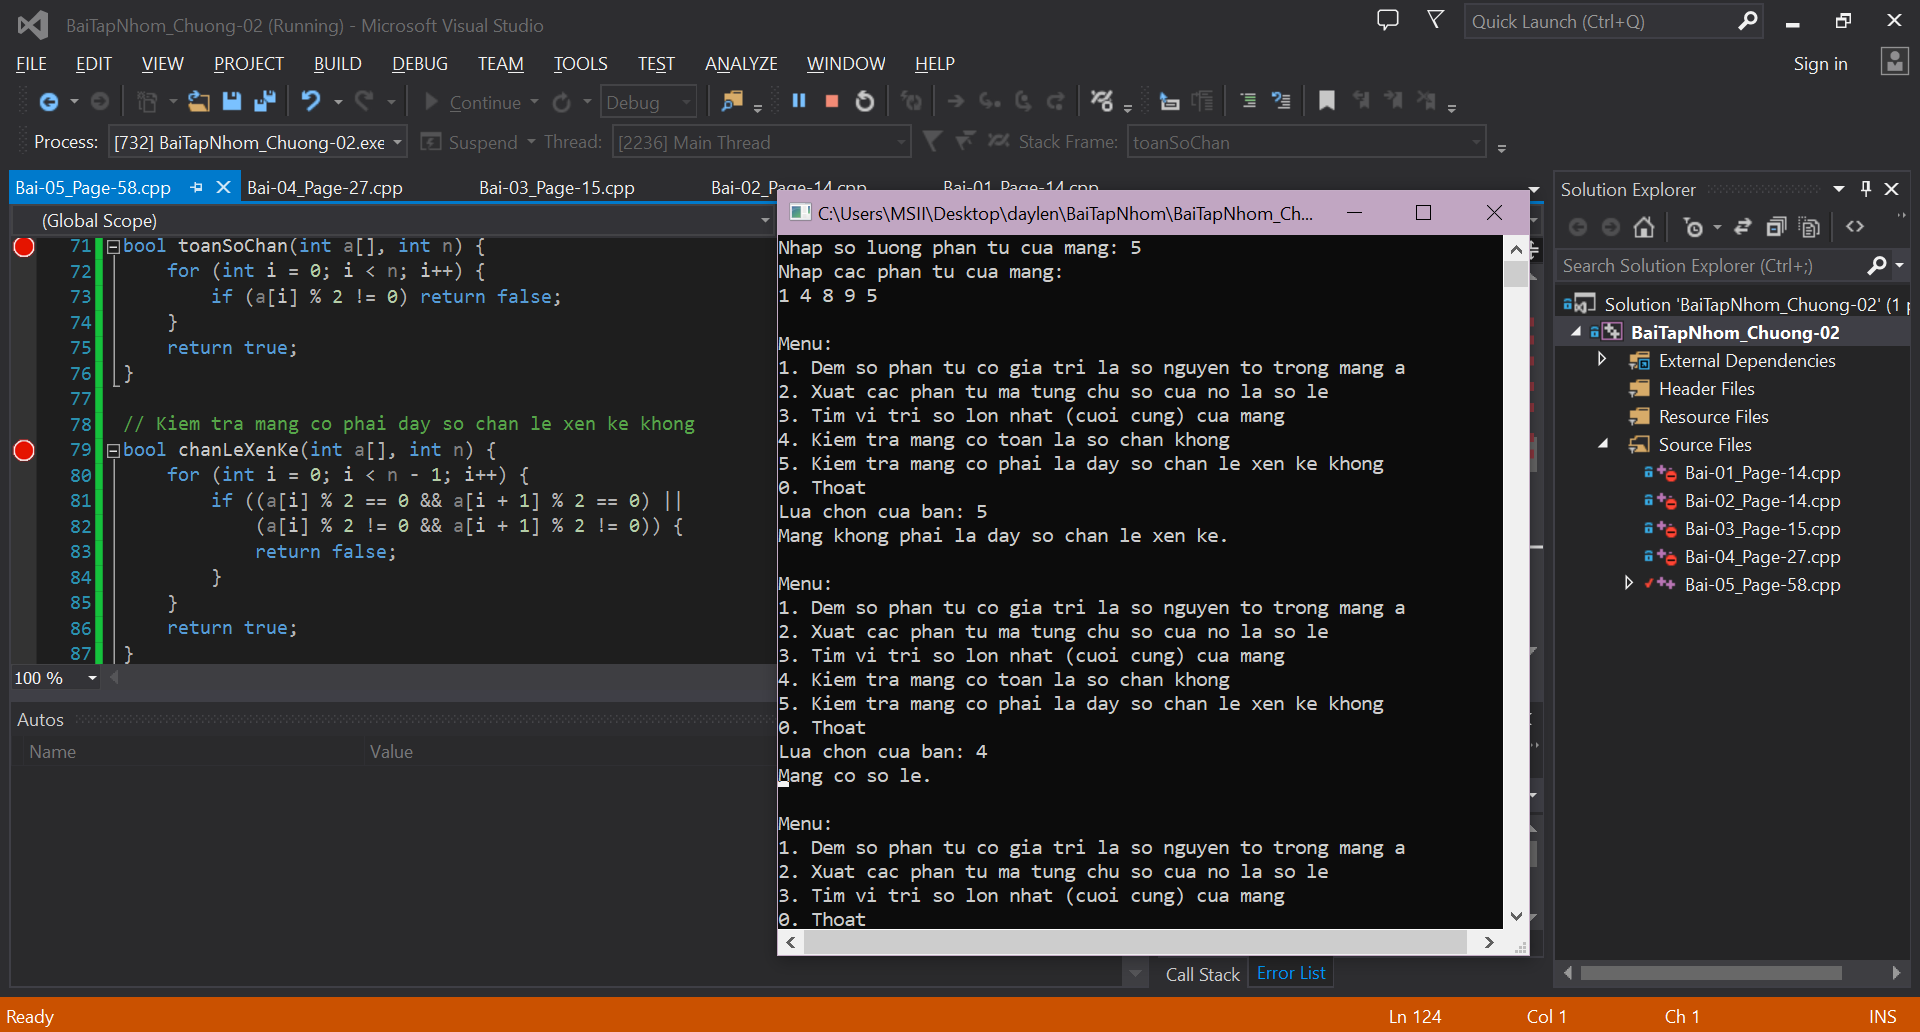 BaiTapNhom_Chuong-02 (Running) - Microsoft Visual Studio
Quick Launch (Ctrl+Q)
FILE EDIT VIEW PROJECT BUILD DEBUG TEAM TOOLS TEST ANALYZE WINDOW HELP
Sign in
Continue Debug
Process: [732] BaiTapNhom_Chuong-02.exe Suspend Thread: [2236] Main Thread Stack Frame: toanSoChan
Bai-05_Page-58.cpp Bai-04_Page-27.cpp Bai-03_Page-15.cpp Bai-02_Page-14.cpp Bai-01_Page-14.cpp
(Global Scope)
71 bool toanSoChan(int a[], int n) {
72 for (int i = 0; i < n; i++) {
73 if (a[i] % 2 != 0) return false;
74 }
75 return true;
76 }
77
78 // Kiem tra mang co phai day so chan le xen ke khong
79 bool chanLeXenKe(int a[], int n) {
80 for (int i = 0; i < n - 1; i++) {
81 if ((a[i] % 2 == 0 && a[i + 1] % 2 == 0) ||
82 (a[i] % 2 != 0 && a[i + 1] % 2 != 0)) {
83 return false;
84 }
85 }
86 return true;
87 }
100 %
Autos
Name Value
C:\Users\MSII\Desktop\daylen\BaiTapNhom\BaiTapNhom_Ch...
Nhap so luong phan tu cua mang: 5
Nhap cac phan tu cua mang:
1 4 8 9 5
Menu:
1. Dem so phan tu co gia tri la so nguyen to trong mang a
2. Xuat cac phan tu ma tung chu so cua no la so le
3. Tim vi tri so lon nhat (cuoi cung) cua mang
4. Kiem tra mang co toan la so chan khong
5. Kiem tra mang co phai la day so chan le xen ke khong
0. Thoat
Lua chon cua ban: 5
Mang khong phai la day so chan le xen ke.
Menu:
1. Dem so phan tu co gia tri la so nguyen to trong mang a
2. Xuat cac phan tu ma tung chu so cua no la so le
3. Tim vi tri so lon nhat (cuoi cung) cua mang
4. Kiem tra mang co toan la so chan khong
5. Kiem tra mang co phai la day so chan le xen ke khong
0. Thoat
Lua chon cua ban: 4
Mang co so le.
Menu:
1. Dem so phan tu co gia tri la so nguyen to trong mang a
2. Xuat cac phan tu ma tung chu so cua no la so le
3. Tim vi tri so lon nhat (cuoi cung) cua mang
0. Thoat
Call Stack Error List
Solution Explorer
Search Solution Explorer (Ctrl+;)
Solution 'BaiTapNhom_Chuong-02' (1 p
BaiTapNhom_Chuong-02
External Dependencies
Header Files
Resource Files
Source Files
Bai-01_Page-14.cpp
Bai-02_Page-14.cpp
Bai-03_Page-15.cpp
Bai-04_Page-27.cpp
Bai-05_Page-58.cpp
Ready Ln 124 Col 1 Ch 1 INS